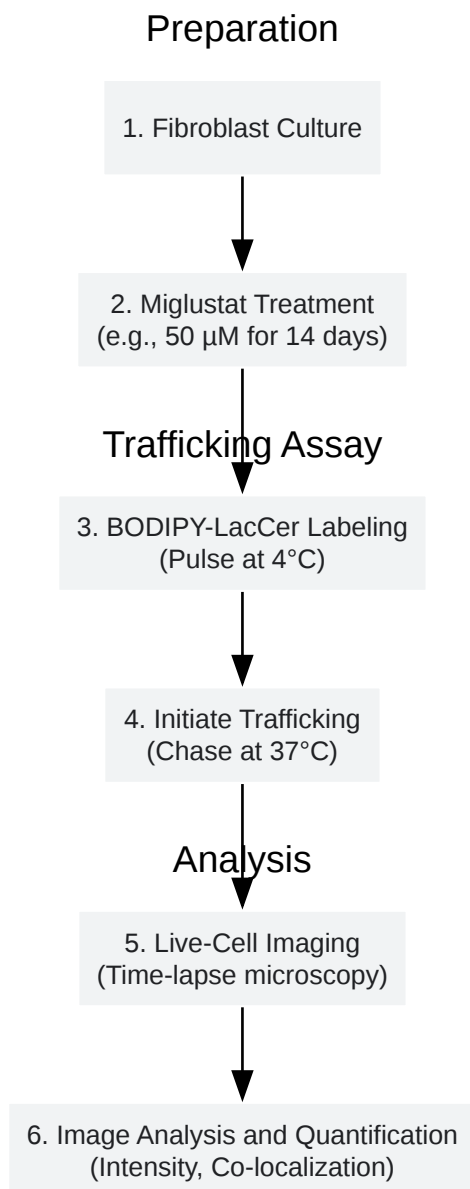 Preparation
1. Fibroblast Culture
2. Miglustat Treatment
(e.g., 50 µM for 14 days)
Trafficking Assay
3. BODIPY-LacCer Labeling
(Pulse at 4°C)
4. Initiate Trafficking
(Chase at 37°C)
Analysis
5. Live-Cell Imaging
(Time-lapse microscopy)
6. Image Analysis and Quantification
(Intensity, Co-localization)